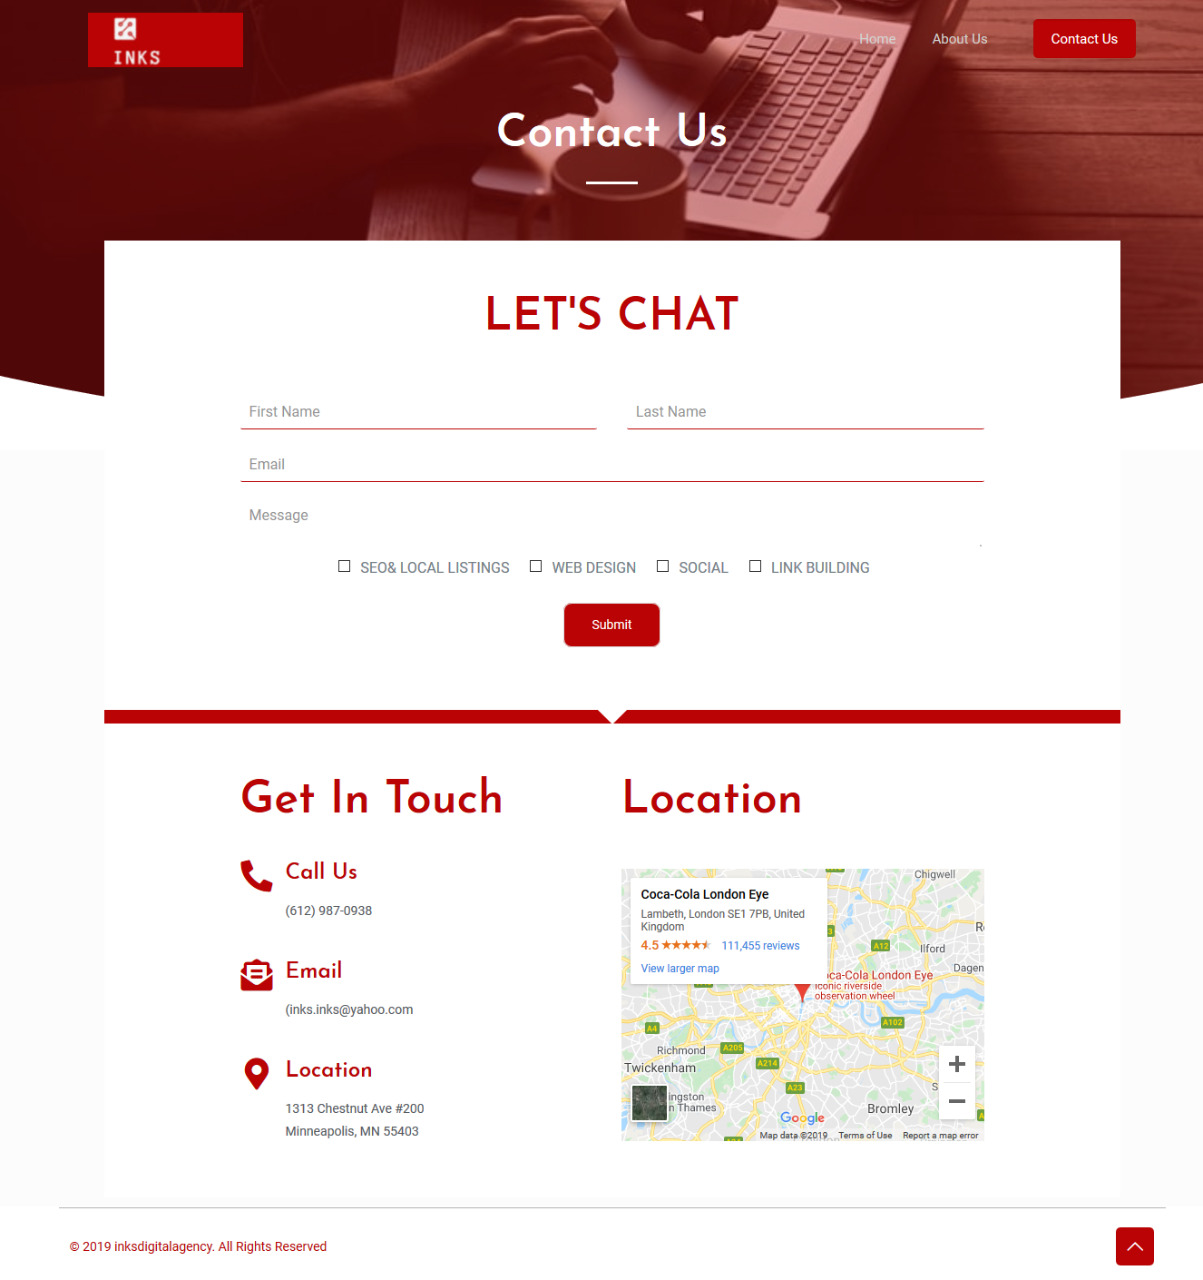 INKS
Home
About Us
Contact Us
Contact Us
LET'S CHAT
First Name
Last Name
Email
Message
SEO& LOCAL LISTINGS
WEB DESIGN
SOCIAL
LINK BUILDING
Submit
Get In Touch
Call Us
(612) 987-0938
Email
(inks.inks@yahoo.com
Location
1313 Chestnut Ave #200
Minneapolis, MN 55403
Location
Coca-Cola London Eye
Lambeth, London SE1 7PB, United
Kingdom
4.5
111,455 reviews
View larger map
Chigwell
A12
Ilford
Dagen
oca-Cola London Eye
Iconic riverside
observation wheel
A4
A102
Richmond
A205
Twickenham
A214
A23
ingston
n Thames
Bromley
Google
Map data ©2019
Terms of Use
Report a map error
© 2019 inksdigitalagency. All Rights Reserved